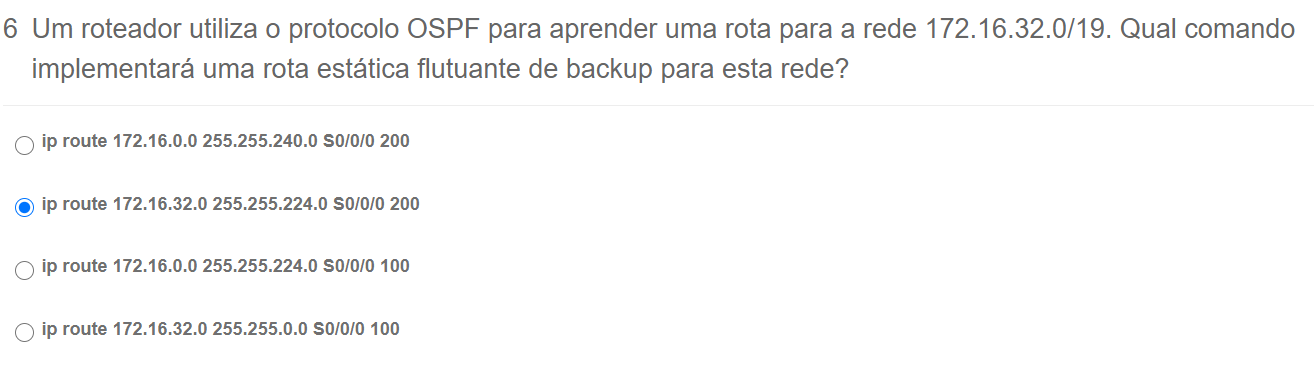 6 Um roteador utiliza o protocolo OSPF para aprender uma rota para a rede 172.16.32.0/19. Qual comando
implementará uma rota estática flutuante de backup para esta rede?
ip route 172.16.0.0 255.255.240.0 S0/0/0 200
ip route 172.16.32.0 255.255.224.0 S0/0/0 200
ip route 172.16.0.0 255.255.224.0 S0/0/0 100
ip route 172.16.32.0 255.255.0.0 S0/0/0 100